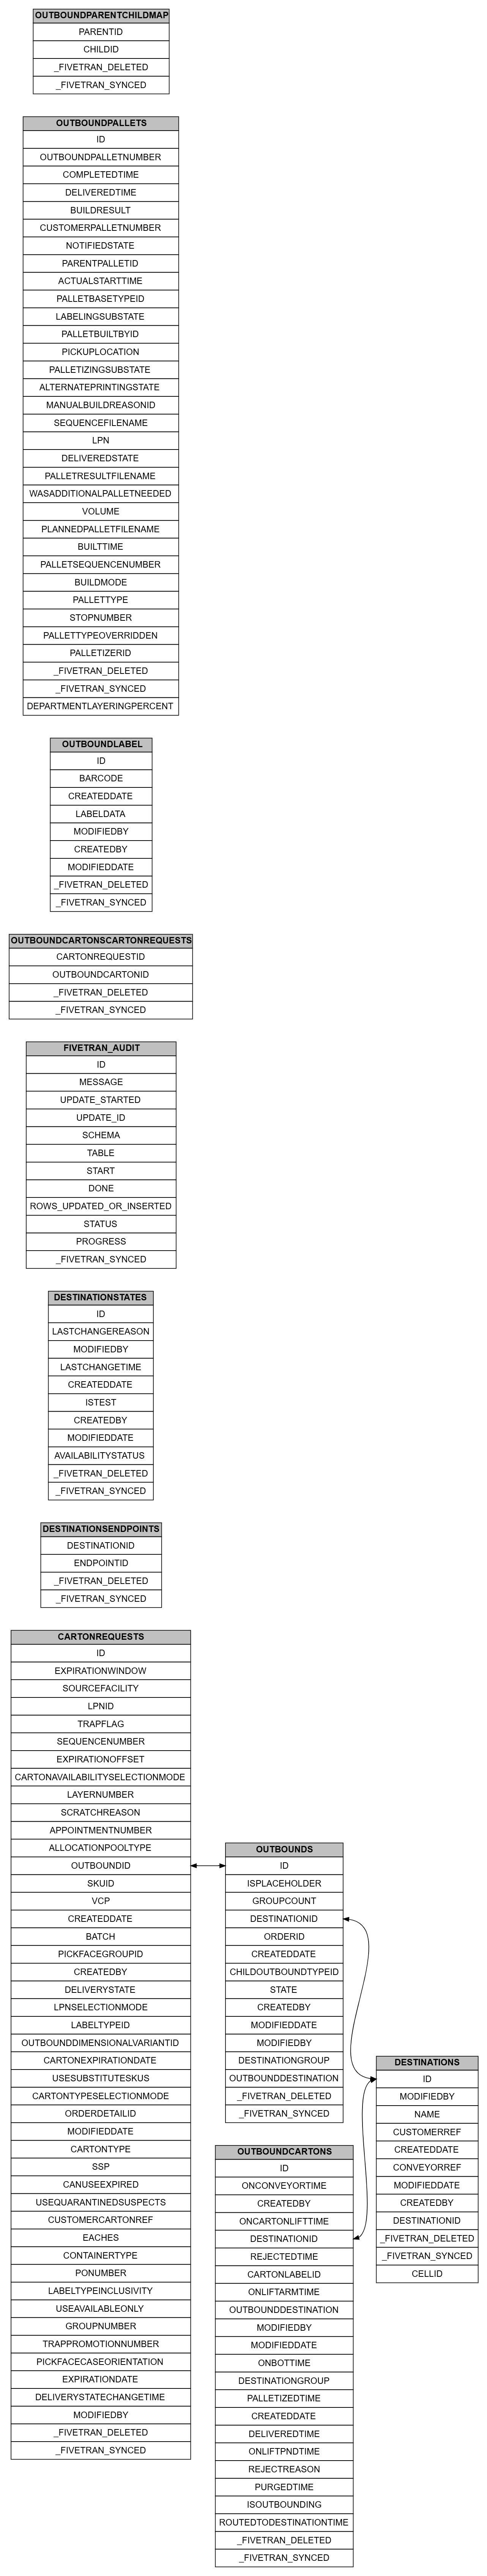 OUTBOUNDPARENTCHILDMAP
PARENTID
CHILDID
_FIVETRAN_DELETED
_FIVETRAN_SYNCED
OUTBOUNDPALLETS
ID
OUTBOUNDPALLETNUMBER
COMPLETEDTIME
DELIVEREDTIME
BUILDRESULT
CUSTOMERPALLETNUMBER
NOTIFIEDSTATE
PARENTPALLETID
ACTUALSTARTTIME
PALLETBASETYPEID
LABELINGSUBSTATE
PALLETBUILTBYID
PICKUPLOCATION
PALLETIZINGSUBSTATE
ALTERNATEPRINTINGSTATE
MANUALBUILDREASONID
SEQUENCEFILENAME
LPN
DELIVEREDSTATE
PALLETRESULTFILENAME
WASADDITIONALPALLETNEEDED
VOLUME
PLANNEDPALLETFILENAME
BUILTTIME
PALLETSEQUENCENUMBER
BUILDMODE
PALLETTYPE
STOPNUMBER
PALLETTYPEOVERRIDDEN
PALLETIZERID
_FIVETRAN_DELETED
_FIVETRAN_SYNCED
DEPARTMENTLAYERINGPERCENT
OUTBOUNDLABEL
ID
BARCODE
CREATEDDATE
LABELDATA
MODIFIEDBY
CREATEDBY
MODIFIEDDATE
_FIVETRAN_DELETED
_FIVETRAN_SYNCED
OUTBOUNDCARTONSCARTONREQUESTS
CARTONREQUESTID
OUTBOUNDCARTONID
_FIVETRAN_DELETED
_FIVETRAN_SYNCED
FIVETRAN_AUDIT
ID
MESSAGE
UPDATE_STARTED
UPDATE_ID
SCHEMA
TABLE
START
DONE
ROWS_UPDATED_OR_INSERTED
STATUS
PROGRESS
_FIVETRAN_SYNCED
DESTINATIONSTATES
ID
LASTCHANGEREASON
MODIFIEDBY
LASTCHANGETIME
CREATEDDATE
ISTEST
CREATEDBY
MODIFIEDDATE
AVAILABILITYSTATUS
_FIVETRAN_DELETED
_FIVETRAN_SYNCED
DESTINATIONSENDPOINTS
DESTINATIONID
ENDPOINTID
_FIVETRAN_DELETED
_FIVETRAN_SYNCED
CARTONREQUESTS
ID
EXPIRATIONWINDOW
SOURCEFACILITY
LPNID
TRAPFLAG
SEQUENCENUMBER
EXPIRATIONOFFSET
CARTONAVAILABILITYSELECTIONMODE
LAYERNUMBER
SCRATCHREASON
APPOINTMENTNUMBER
ALLOCATIONPOOLTYPE
OUTBOUNDID
SKUID
VCP
CREATEDDATE
BATCH
PICKFACEGROUPID
CREATEDBY
DELIVERYSTATE
LPNSELECTIONMODE
LABELTYPEID
OUTBOUNDDIMENSIONALVARIANTID
CARTONEXPIRATIONDATE
USESUBSTITUTESKUS
CARTONTYPESELECTIONMODE
ORDERDETAILID
MODIFIEDDATE
CARTONTYPE
SSP
CANUSEEXPIRED
USEQUARANTINEDSUSPECTS
CUSTOMERCARTONREF
EACHES
CONTAINERTYPE
PONUMBER
LABELTYPEINCLUSIVITY
USEAVAILABLEONLY
GROUPNUMBER
TRAPPROMOTIONNUMBER
PICKFACECASEORIENTATION
EXPIRATIONDATE
DELIVERYSTATECHANGETIME
MODIFIEDBY
_FIVETRAN_DELETED
_FIVETRAN_SYNCED
OUTBOUNDS
ID
ISPLACEHOLDER
GROUPCOUNT
DESTINATIONID
ORDERID
CREATEDDATE
CHILDOUTBOUNDTYPEID
STATE
CREATEDBY
MODIFIEDDATE
MODIFIEDBY
DESTINATIONGROUP
OUTBOUNDDESTINATION
_FIVETRAN_DELETED
_FIVETRAN_SYNCED
OUTBOUNDCARTONS
ID
ONCONVEYORTIME
CREATEDBY
ONCARTONLIFTTIME
DESTINATIONID
REJECTEDTIME
CARTONLABELID
ONLIFTARMTIME
OUTBOUNDDESTINATION
MODIFIEDBY
MODIFIEDDATE
ONBOTTIME
DESTINATIONGROUP
PALLETIZEDTIME
CREATEDDATE
DELIVEREDTIME
ONLIFTPNDTIME
REJECTREASON
PURGEDTIME
ISOUTBOUNDING
ROUTEDTODESTINATIONTIME
_FIVETRAN_DELETED
_FIVETRAN_SYNCED
DESTINATIONS
ID
MODIFIEDBY
NAME
CUSTOMERREF
CREATEDDATE
CONVEYORREF
MODIFIEDDATE
CREATEDBY
DESTINATIONID
_FIVETRAN_DELETED
_FIVETRAN_SYNCED
CELLID